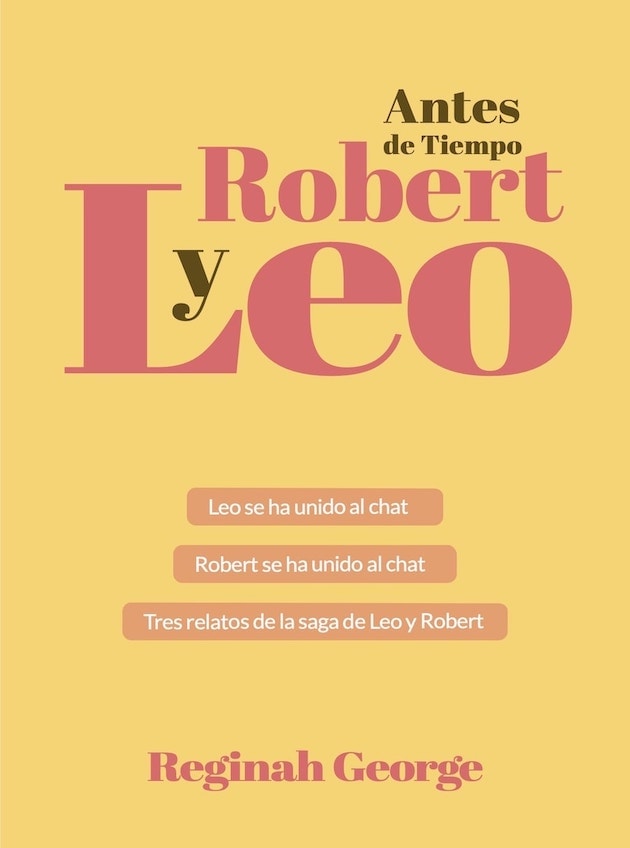 Antes
de Tiempo
Robert
y
Leo
Leo se ha unido al chat
Robert se ha unido al chat
Tres relatos de la saga de Leo y Robert
Reginah George